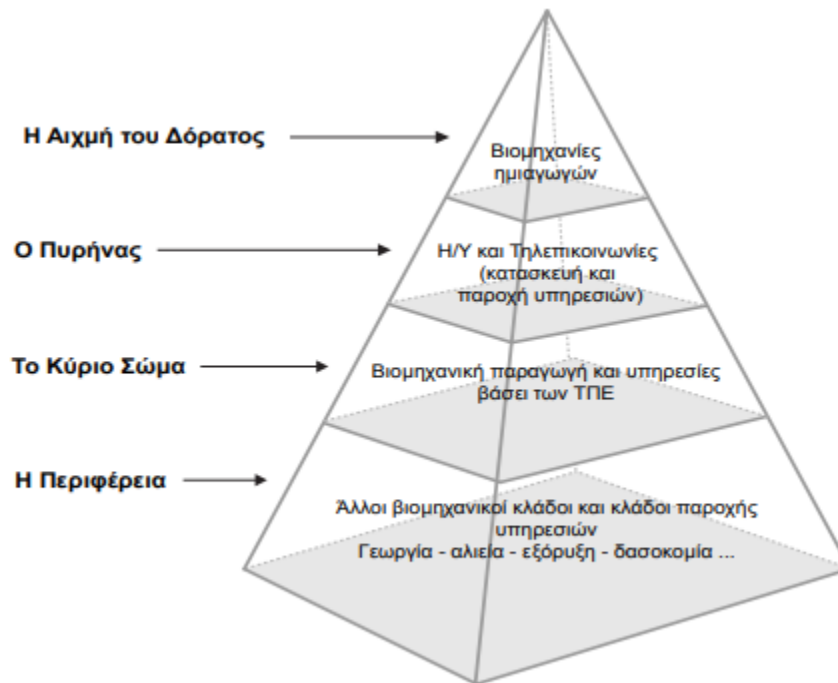 Η Αιχμή του Δόρατος
Βιομηχανίες
ημιαγωγών
Ο Πυρήνας
Η/Υ και Τηλεπικοινωνίες
(κατασκευή και
παροχή υπηρεσιών)
Το Κύριο Σώμα
Βιομηχανική παραγωγή και υπηρεσίες
βάσει των ΤΠΕ
Η Περιφέρεια
Άλλοι βιομηχανικοί κλάδοι και κλάδοι παροχής
υπηρεσιών
Γεωργία - αλιεία - εξόρυξη - δασοκομία ...